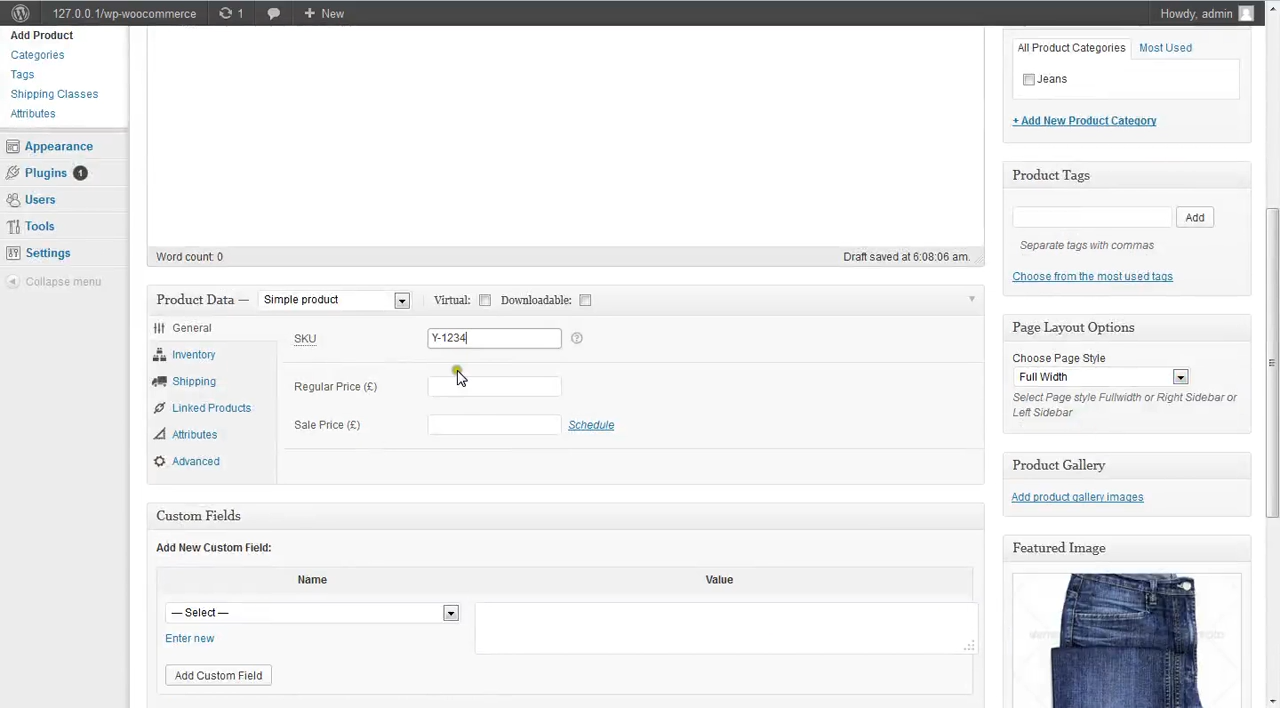 127.0.0.1/wp-woocommerce
1
New
Howdy, admin
Add Product
Categories
Tags
Shipping Classes
Attributes
Appearance
Plugins 1
Users
Tools
Settings
Collapse menu
Word count: 0
Draft saved at 6:08:06 am.
Product Data —
Simple product
Virtual:
Downloadable:
General
Inventory
Shipping
Linked Products
Attributes
Advanced
SKU
Y-1234
Regular Price (£)
Sale Price (£)
Schedule
Custom Fields
Add New Custom Field:
Name
Value
— Select —
Enter new
Add Custom Field
All Product Categories
Most Used
Jeans
+ Add New Product Category
Product Tags
Add
Separate tags with commas
Choose from the most used tags
Page Layout Options
Choose Page Style
Full Width
Select Page style Fullwidth or Right Sidebar or
Left Sidebar
Product Gallery
Add product gallery images
Featured Image